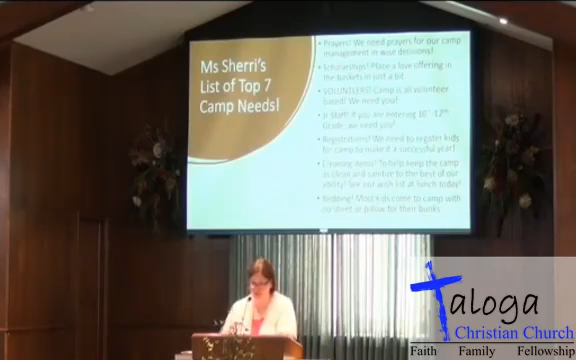 Ms Sherri's
List of Top 7
Camp Needs!
• Prayers! We need prayers for our camp
management in wise decisions!
• Scholarships! Place a love offering in
the baskets in just a bit.
• VOLUNTEERS! Camp is all volunteer
based! We need you!
• Jr Staff! If you are entering 10th-12th
Grade, we need you!
• Registrations! We need to register kids
for camp to make it a successful year!
• Cleaning items! To help keep the camp
as clean and sanitize to the best of our
ability! See our wish list at lunch today!
• Bedding! Most kids come to camp with
no sheet or pillow for their bunks
Taloga
Christian Church
Faith Family Fellowship